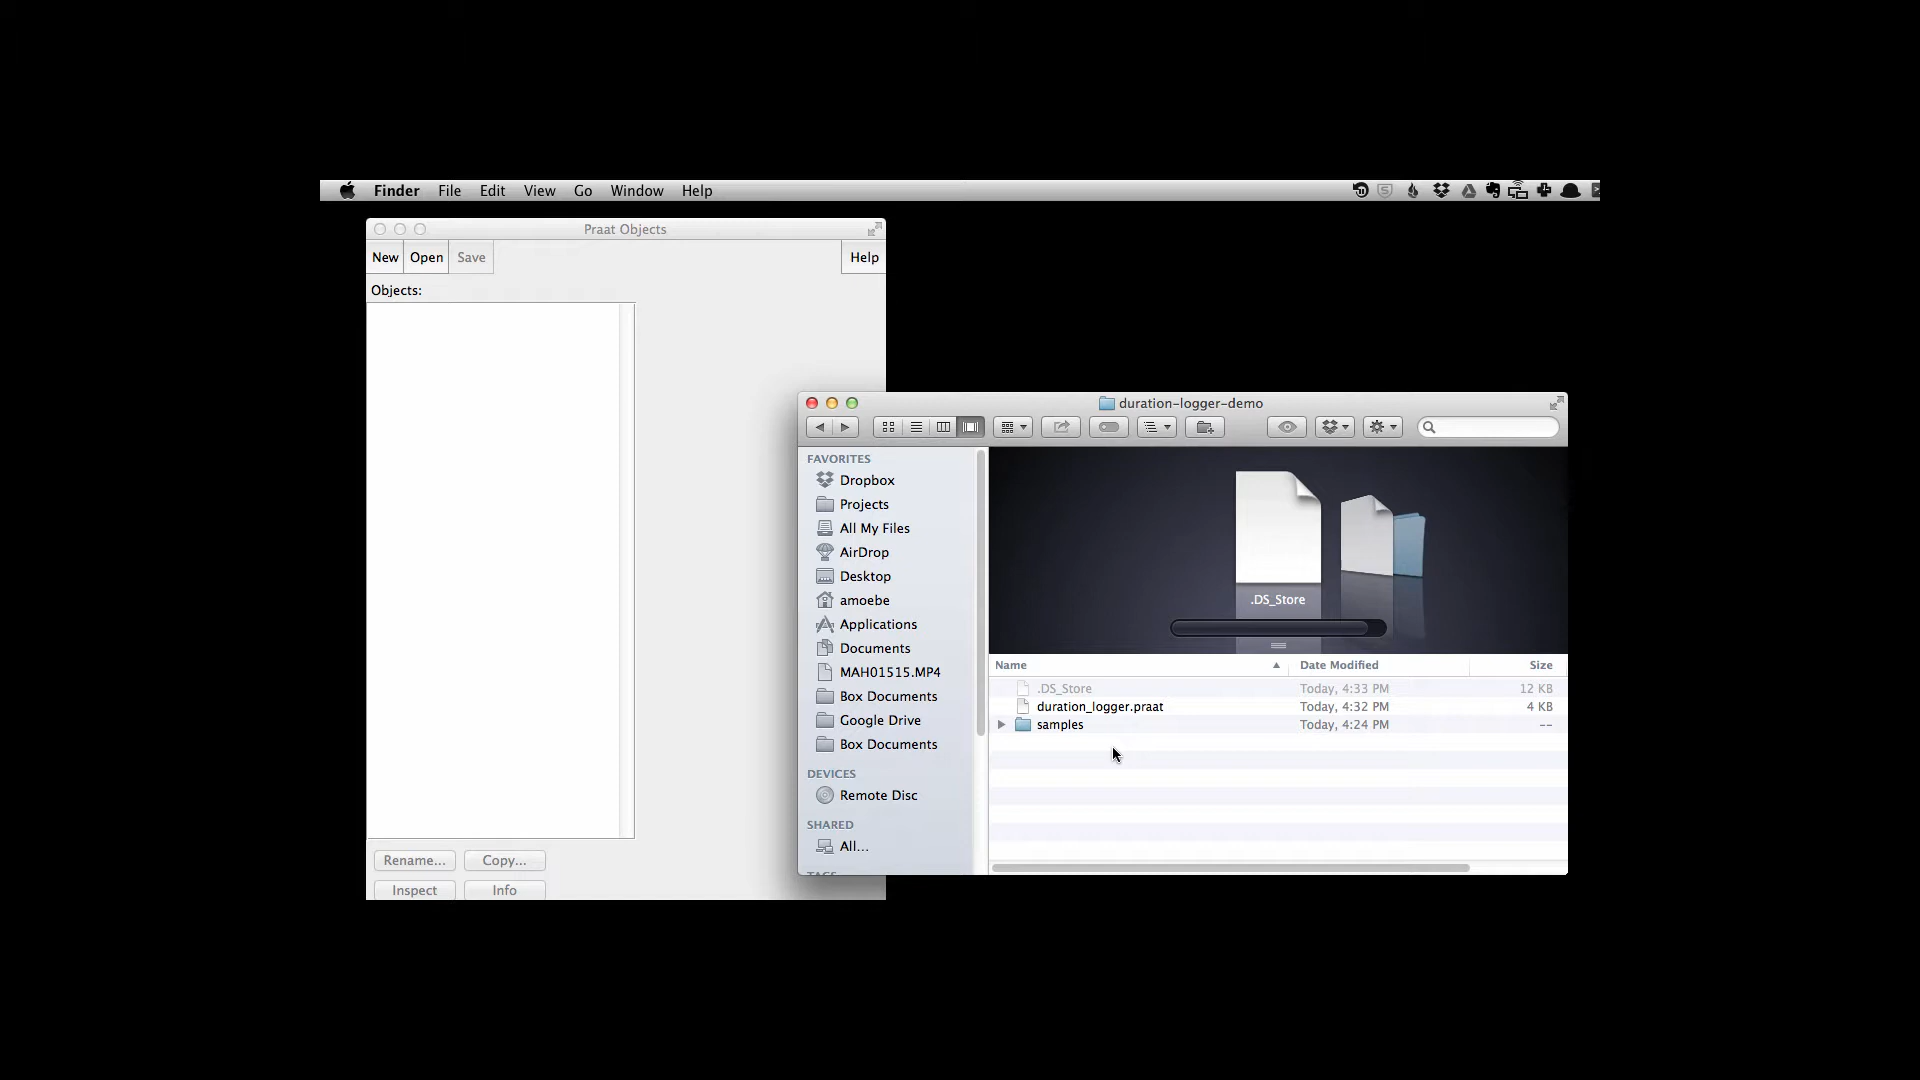 Finder File Edit View Go Window Help
Praat Objects
New Open Save Help
Objects:
Rename... Copy...
Inspect Info
duration-logger-demo
FAVORITES
Dropbox
Projects
All My Files
AirDrop
Desktop
amoebe
Applications
Documents
MAH01515.MP4
Box Documents
Google Drive
Box Documents
DEVICES
Remote Disc
SHARED
All...
TAGS
.DS_Store
Name Date Modified Size
.DS_Store Today, 4:33 PM 12 KB
duration_logger.praat Today, 4:32 PM 4 KB
samples Today, 4:24 PM --